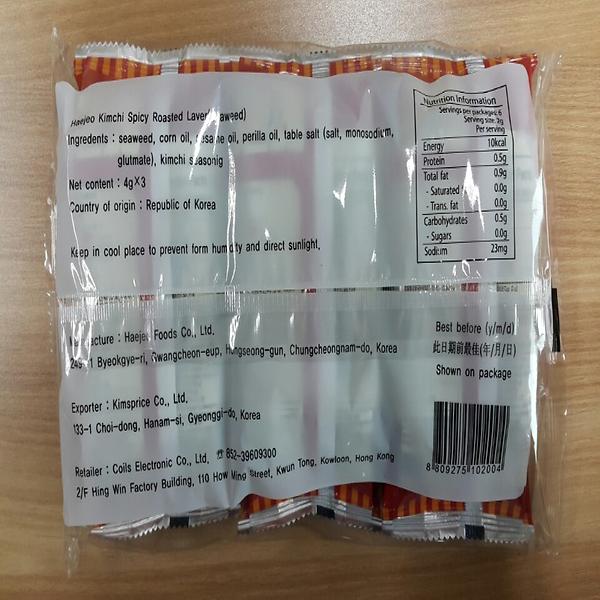 Haejeo Kimchi Spicy Roasted Laver(Seaweed)
Ingredents : seaweed, corn oil, sesame oil, perilla oil, table salt (salt, monosodium,
glutmate), kimchi seasonig
Net content : 4g×3
Country of origin : Republic of Korea
Keep in cool place to prevent form humdity and direct sunlight.
Nutrition Information
Servings per packages: 6
Serving size: 2g
Per serving
Energy 10kcal
Protein 0.5g
Total fat 0.9g
- Saturated 0.0g
- Trans. fat 0.0g
Carbohydrates 0.5g
- Sugars 0.0g
Sodium 23mg
Manufacture : Haejeo Foods Co., Ltd.
Byeokgye-ri, Gwangcheon-eup, Hongseong-gun, Chungcheongnam-do, Korea
Exporter : Kimsprice Co., Ltd.
133-1 Choi-dong, Hanam-si, Gyeonggi-do, Korea
Retailer : Coils Electronic Co., Ltd. ☎ 852-39609300
2/F Hing Win Factory Building, 110 How Ming Street, Kwun Tong, Kowloon, Hong Kong
Best before (y/m/d)
此日期前最佳(年/月/日)
Shown on package
8 809275 102004